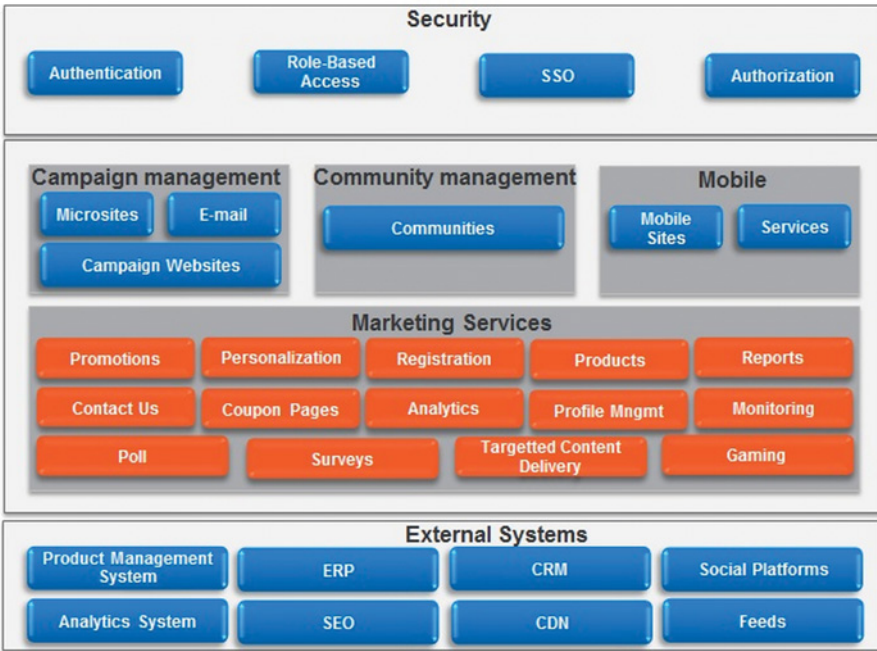 Security
Authentication
Role-Based
Access
SSO
Authorization
Campaign management
Microsites
E-mail
Campaign Websites
Community management
Communities
Mobile
Mobile
Sites
Services
Marketing Services
Promotions
Personalization
Registration
Products
Reports
Contact Us
Coupon Pages
Analytics
Profile Mngmt
Monitoring
Poll
Surveys
Targetted Content
Delivery
Gaming
External Systems
Product Management
System
ERP
CRM
Social Platforms
Analytics System
SEO
CDN
Feeds